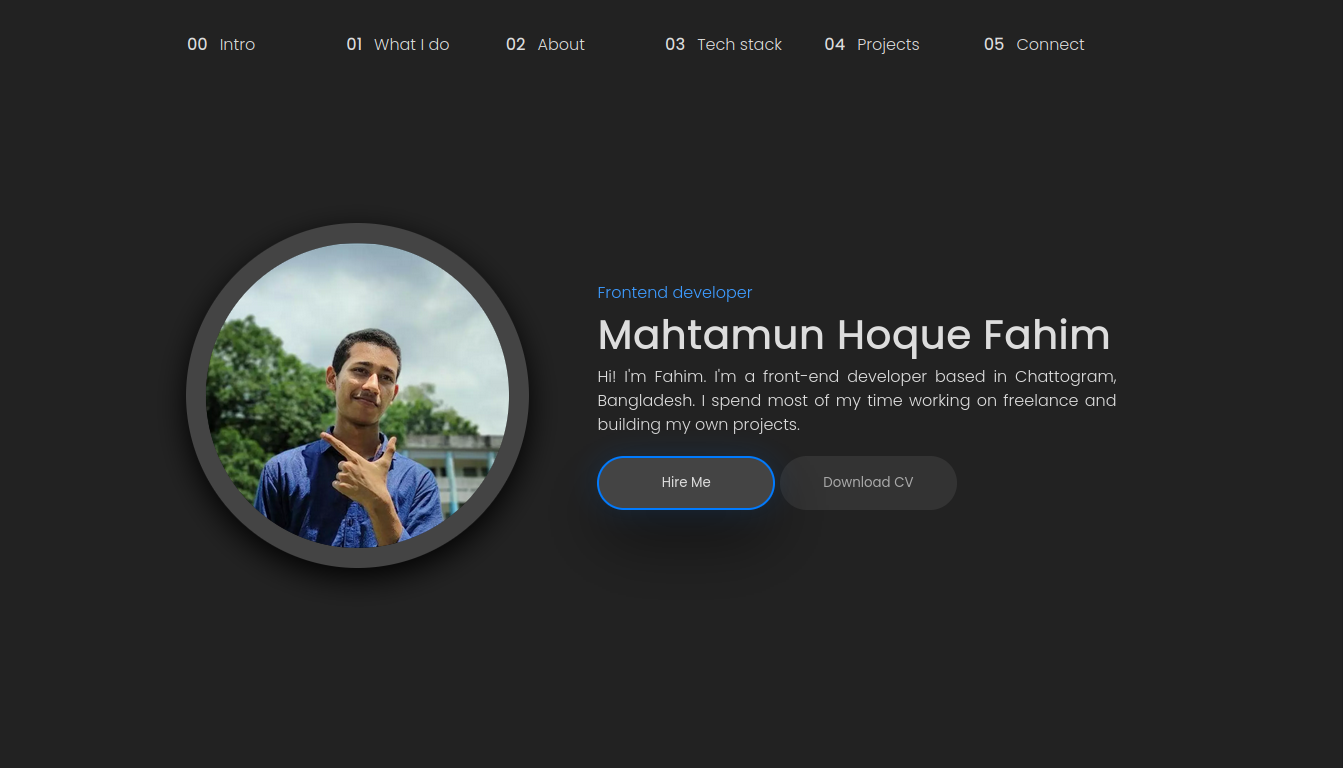 00 Intro 01 What I do 02 About 03 Tech stack 04 Projects 05 Connect
Frontend developer
Mahtamun Hoque Fahim
Hi! I'm Fahim. I'm a front-end developer based in Chattogram,
Bangladesh. I spend most of my time working on freelance and
building my own projects.
Hire Me Download CV